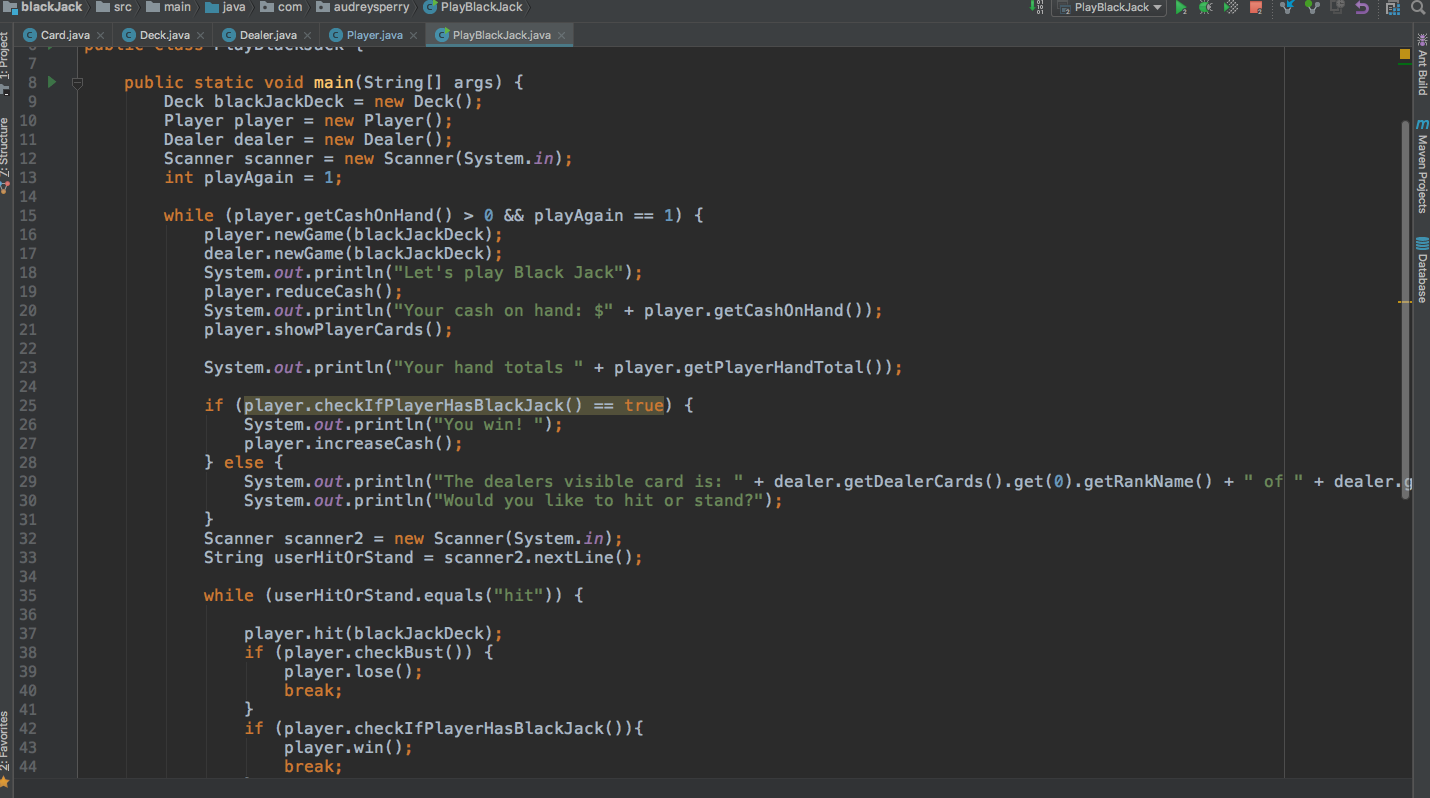 blackJack src main java com audreysperry PlayBlackJack
PlayBlackJack
Card.java Deck.java Dealer.java Player.java PlayBlackJack.java
1: Project
7: Structure
2: Favorites
Ant Build
Maven Projects
Database
6 public class PlayBlackJack {
7
8 public static void main(String[] args) {
9 Deck blackJackDeck = new Deck();
10 Player player = new Player();
11 Dealer dealer = new Dealer();
12 Scanner scanner = new Scanner(System.in);
13 int playAgain = 1;
14
15 while (player.getCashOnHand() > 0 && playAgain == 1) {
16 player.newGame(blackJackDeck);
17 dealer.newGame(blackJackDeck);
18 System.out.println("Let's play Black Jack");
19 player.reduceCash();
20 System.out.println("Your cash on hand: $" + player.getCashOnHand());
21 player.showPlayerCards();
22
23 System.out.println("Your hand totals " + player.getPlayerHandTotal());
24
25 if (player.checkIfPlayerHasBlackJack() == true) {
26 System.out.println("You win! ");
27 player.increaseCash();
28 } else {
29 System.out.println("The dealers visible card is: " + dealer.getDealerCards().get(0).getRankName() + " of " + dealer.g
30 System.out.println("Would you like to hit or stand?");
31 }
32 Scanner scanner2 = new Scanner(System.in);
33 String userHitOrStand = scanner2.nextLine();
34
35 while (userHitOrStand.equals("hit")) {
36
37 player.hit(blackJackDeck);
38 if (player.checkBust()) {
39 player.lose();
40 break;
41 }
42 if (player.checkIfPlayerHasBlackJack()){
43 player.win();
44 break;